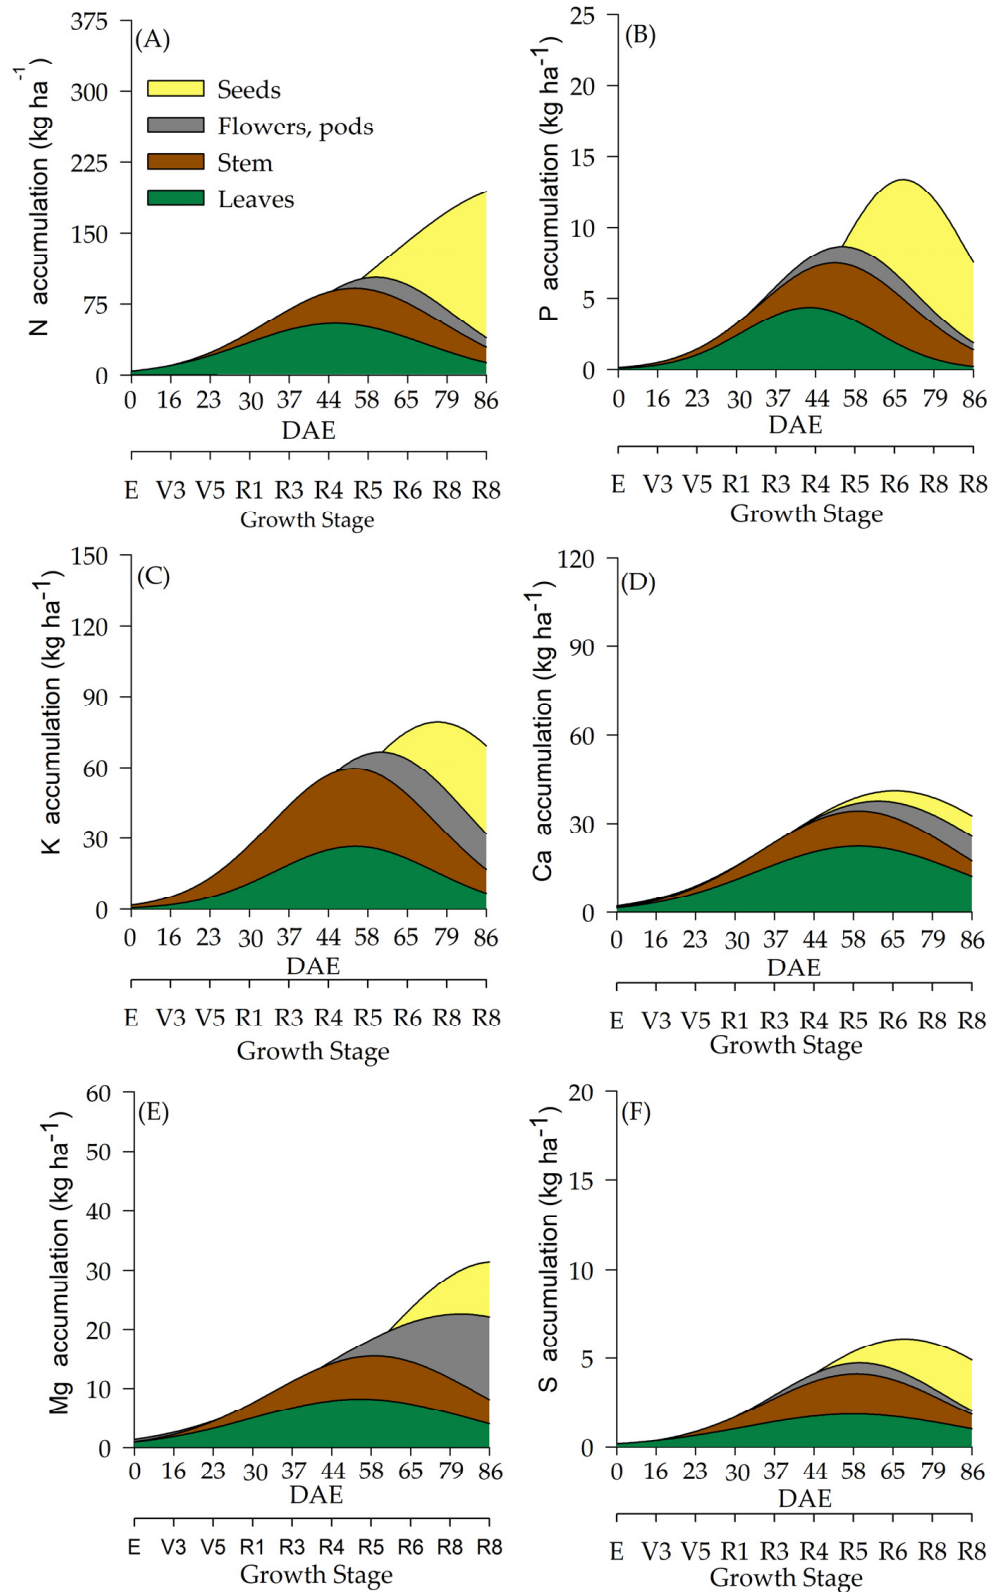 (A)
N accumulation (kg ha-1)
375
300
225
150
75
0
Seeds
Flowers, pods
Stem
Leaves
0 16 23 30 37 44 58 65 79 86
DAE
E V3 V5 R1 R3 R4 R5 R6 R8 R8
Growth Stage
(B)
P accumulation (kg ha-1)
25
20
15
10
5
0
0 16 23 30 37 44 58 65 79 86
DAE
E V3 V5 R1 R3 R4 R5 R6 R8 R8
Growth Stage
(C)
K accumulation (kg ha-1)
150
120
90
60
30
0
0 16 23 30 37 44 58 65 79 86
DAE
E V3 V5 R1 R3 R4 R5 R6 R8 R8
Growth Stage
(D)
Ca accumulation (kg ha-1)
120
90
60
30
0
0 16 23 30 37 44 58 65 79 86
DAE
E V3 V5 R1 R3 R4 R5 R6 R8 R8
Growth Stage
(E)
Mg accumulation (kg ha-1)
60
50
40
30
20
10
0
0 16 23 30 37 44 58 65 79 86
DAE
E V3 V5 R1 R3 R4 R5 R6 R8 R8
Growth Stage
(F)
S accumulation (kg ha-1)
20
15
10
5
0
0 16 23 30 37 44 58 65 79 86
DAE
E V3 V5 R1 R3 R4 R5 R6 R8 R8
Growth Stage